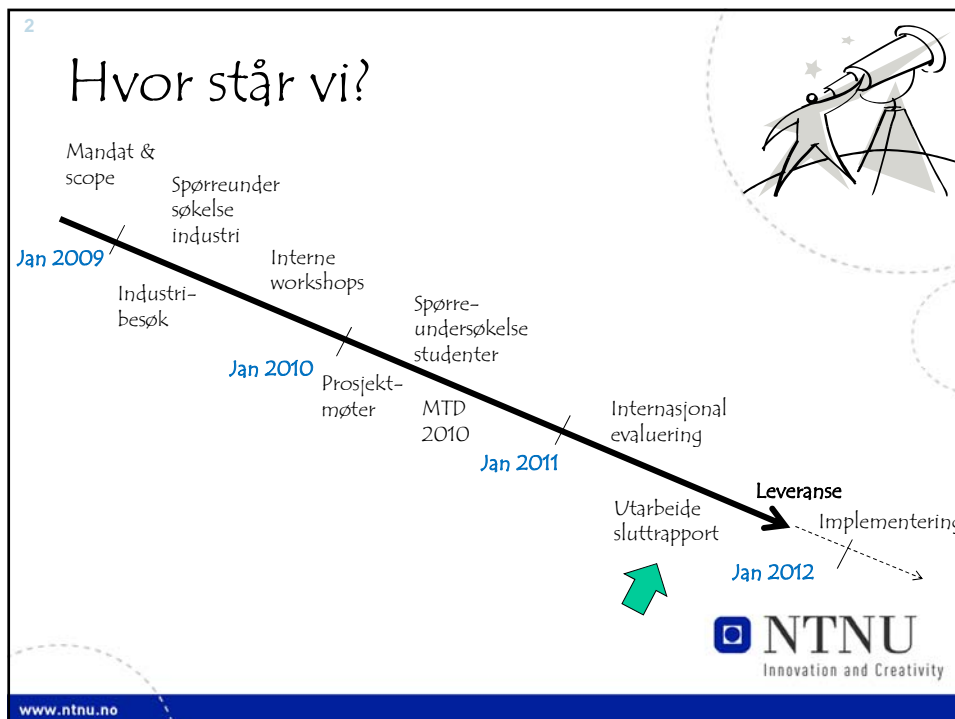 2
Hvor står vi?
Mandat &
scope
Spørreunder
søkelse
industri
Jan 2009
Interne
workshops
Industri-
besøk
Spørre-
undersøkelse
studenter
Jan 2010
Prosjekt-
møter
MTD
2010
Internasjonal
evaluering
Jan 2011
Leveranse
Utarbeide
sluttrapport
Implementering
Jan 2012
NTNU
Innovation and Creativity
www.ntnu.no